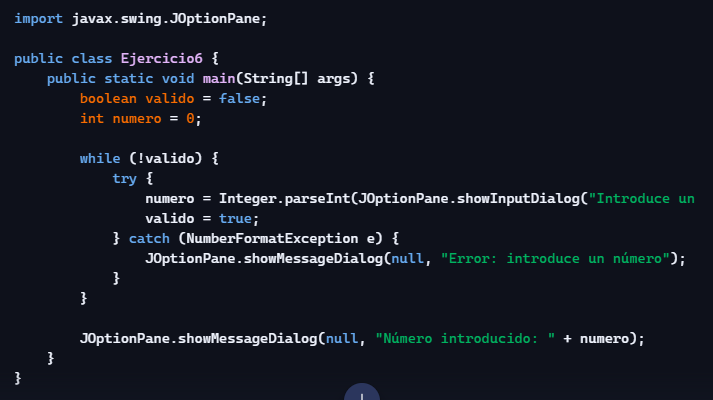 import javax.swing.JOptionPane;
public class Ejercicio6 {
public static void main(String[] args) {
boolean valido = false;
int numero = 0;
while (!valido) {
try {
numero = Integer.parseInt(JOptionPane.showInputDialog("Introduce un
valido = true;
} catch (NumberFormatException e) {
JOptionPane.showMessageDialog(null, "Error: introduce un número");
}
}
JOptionPane.showMessageDialog(null, "Número introducido: " + numero);
}
}